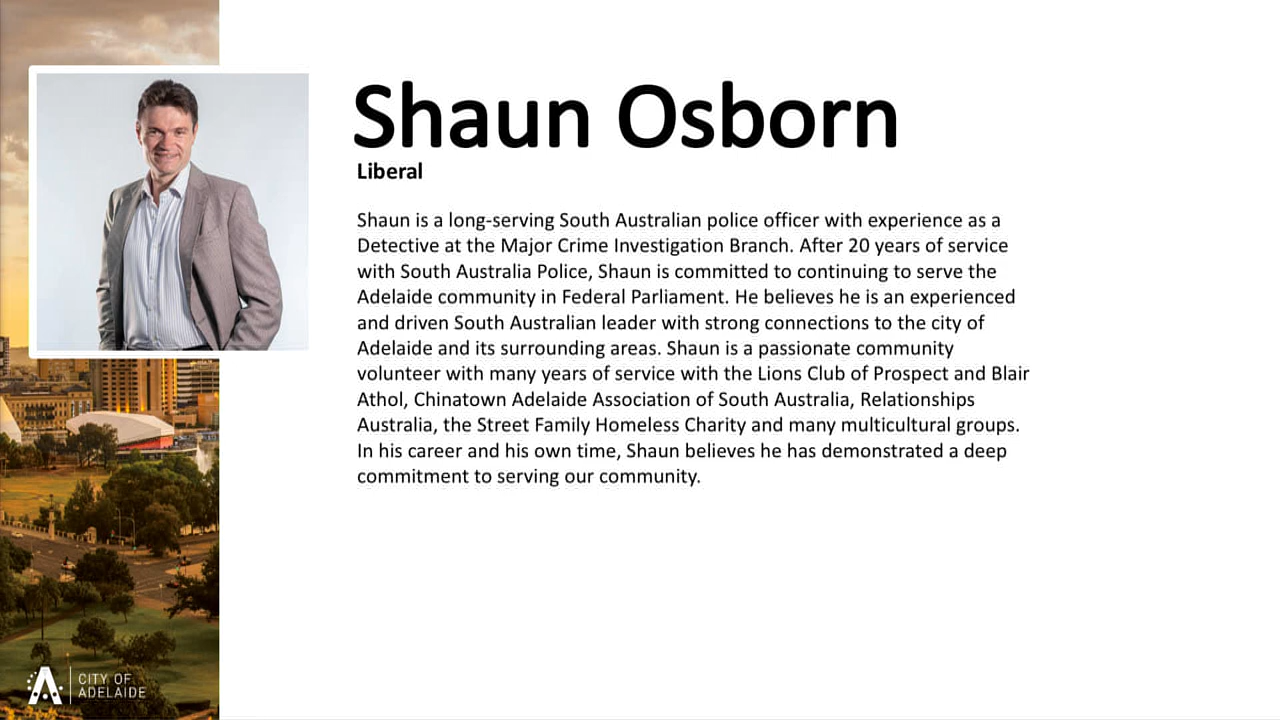 Shaun Osborn
Liberal
Shaun is a long-serving South Australian police officer with experience as a
Detective at the Major Crime Investigation Branch. After 20 years of service
with South Australia Police, Shaun is committed to continuing to serve the
Adelaide community in Federal Parliament. He believes he is an experienced
and driven South Australian leader with strong connections to the city of
Adelaide and its surrounding areas. Shaun is a passionate community
volunteer with many years of service with the Lions Club of Prospect and Blair
Athol, Chinatown Adelaide Association of South Australia, Relationships
Australia, the Street Family Homeless Charity and many multicultural groups.
In his career and his own time, Shaun believes he has demonstrated a deep
commitment to serving our community.
CITY OF
ADELAIDE